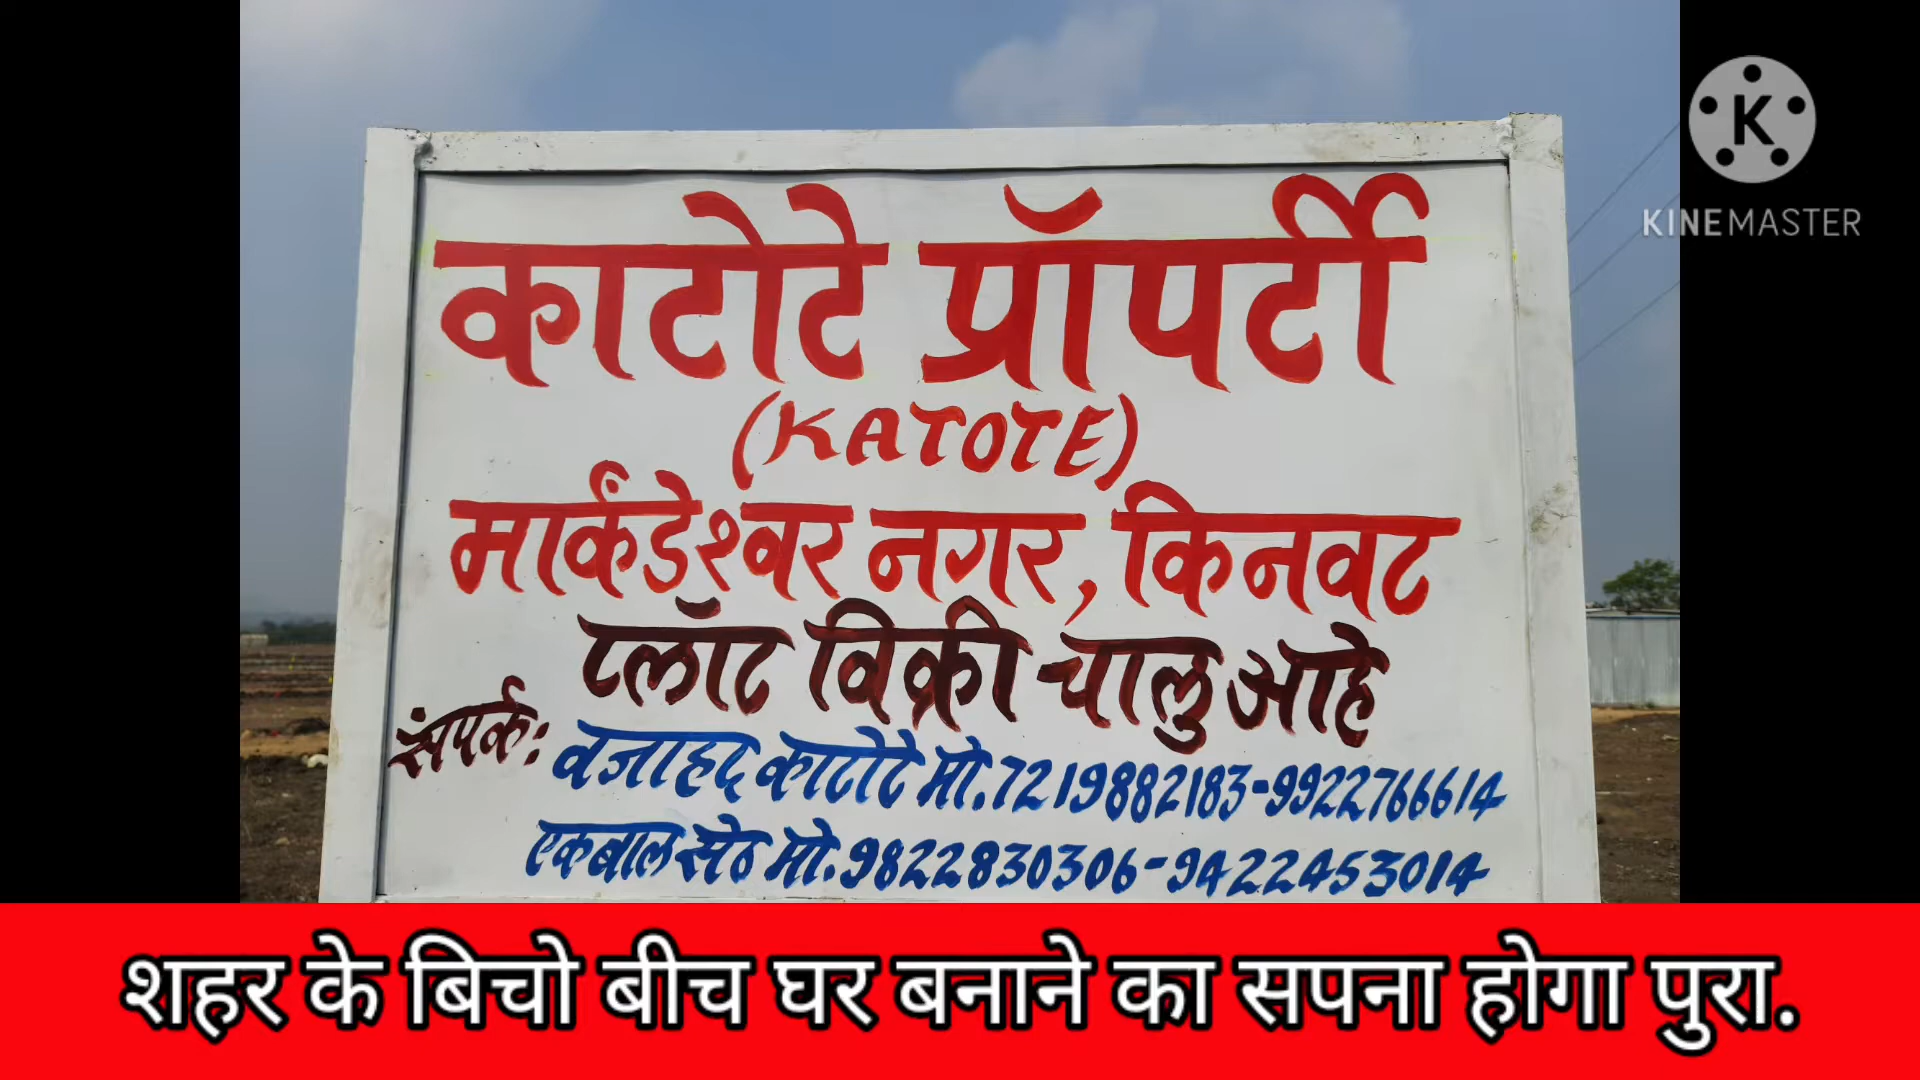 काटोटे प्रॉपर्टी
(KATOTE)
मार्कंडेश्वर नगर, किनवट
प्लॉट विक्री चालु आहे
संपर्क: वजाहद काटोटे मो. 7219882183-9922766614
एकबाल सेठ मो. 9822830306-9422453014
K
KINEMASTER
शहर के बिचो बीच घर बनाने का सपना होगा पुरा.